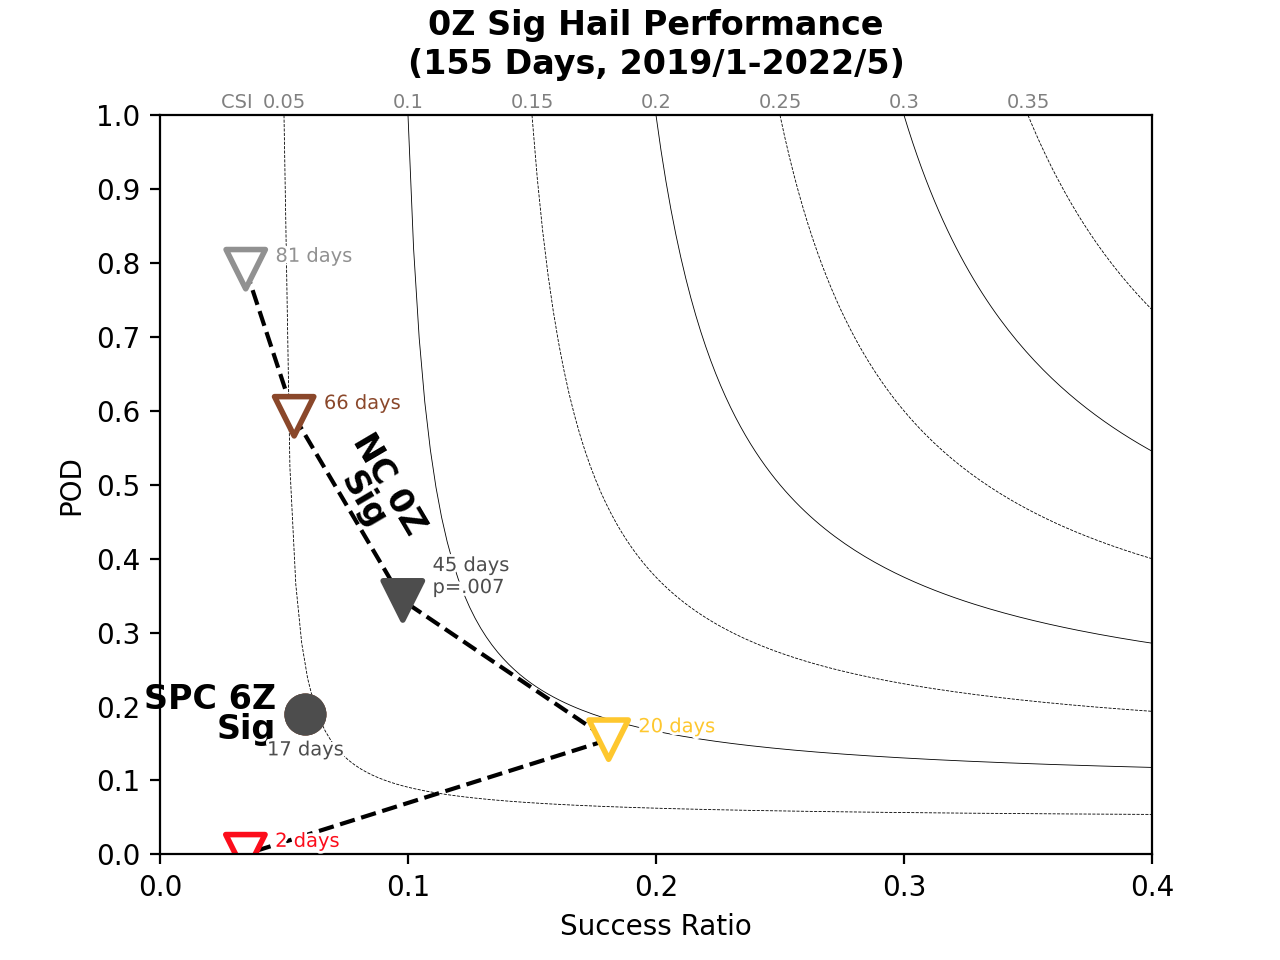 0Z Sig Hail Performance
(155 Days, 2019/1-2022/5)
CSI 0.05 0.1 0.15 0.2 0.25 0.3 0.35
1.0
0.9
0.8
0.7
0.6
0.5
0.4
0.3
0.2
0.1
0.0
POD
81 days
66 days
NC 0Z
Sig
45 days
p=.007
SPC 6Z
Sig
17 days
20 days
2 days
0.0 0.1 0.2 0.3 0.4
Success Ratio